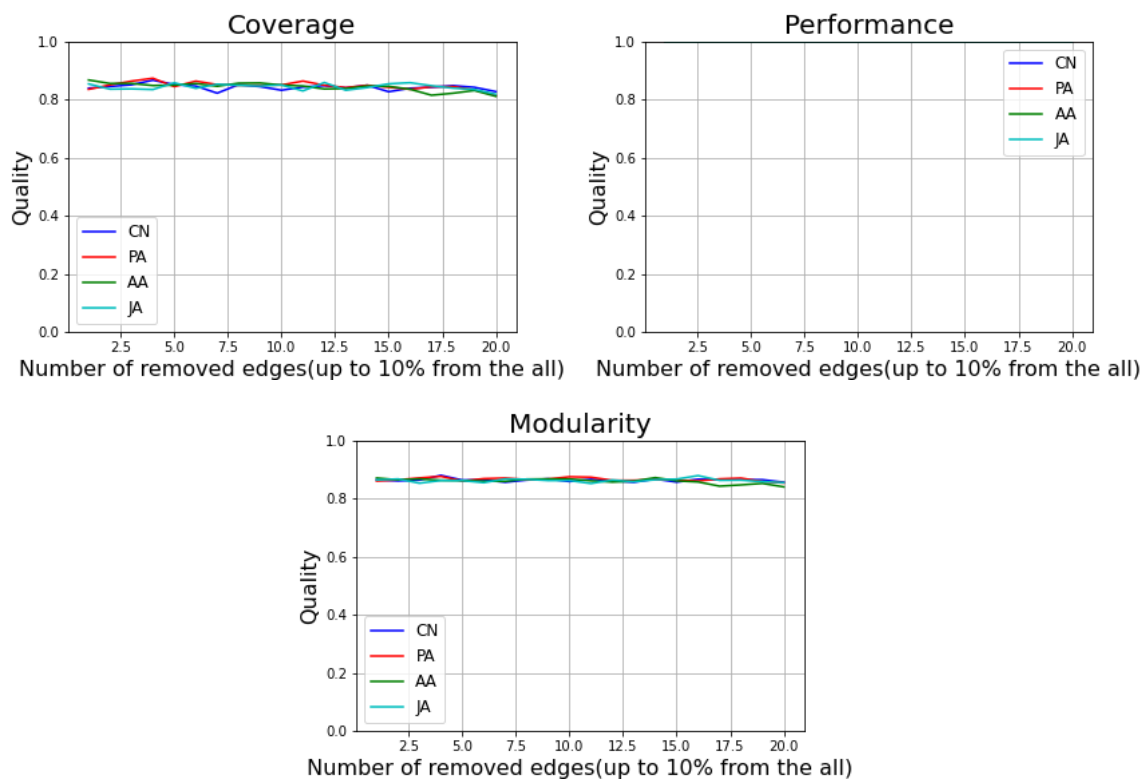 Coverage
Quality
1.0
0.8
0.6
0.4
0.2
0.0
CN
PA
AA
JA
2.5 5.0 7.5 10.0 12.5 15.0 17.5 20.0
Number of removed edges(up to 10% from the all)
Performance
Quality
1.0
0.8
0.6
0.4
0.2
0.0
CN
PA
AA
JA
2.5 5.0 7.5 10.0 12.5 15.0 17.5 20.0
Number of removed edges(up to 10% from the all)
Modularity
Quality
1.0
0.8
0.6
0.4
0.2
0.0
CN
PA
AA
JA
2.5 5.0 7.5 10.0 12.5 15.0 17.5 20.0
Number of removed edges(up to 10% from the all)